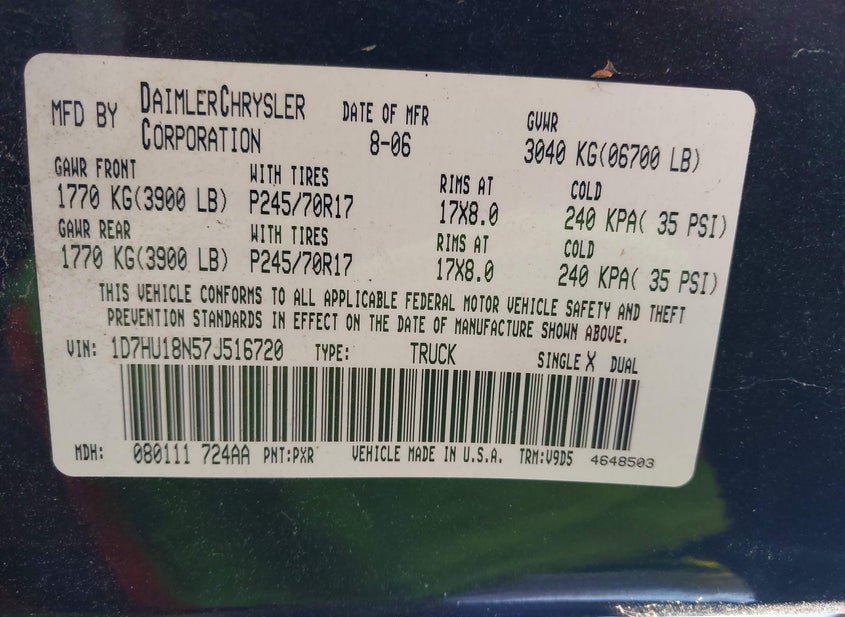 MFD BY DAIMLERCHRYSLER CORPORATION DATE OF MFR 8-06 GVWR 3040 KG(06700 LB)
GAWR FRONT WITH TIRES RIMS AT COLD
1770 KG(3900 LB) P245/70R17 17X8.0 240 KPA( 35 PSI)
GAWR REAR WITH TIRES RIMS AT COLD
1770 KG(3900 LB) P245/70R17 17X8.0 240 KPA( 35 PSI)
THIS VEHICLE CONFORMS TO ALL APPLICABLE FEDERAL MOTOR VEHICLE SAFETY AND THEFT
PREVENTION STANDARDS IN EFFECT ON THE DATE OF MANUFACTURE SHOWN ABOVE.
VIN: 1D7HU18N57J516720 TYPE: TRUCK SINGLE X DUAL
MDH: 080111 724AA PNT:PXR VEHICLE MADE IN U.S.A. TRM:V9D5 4648503